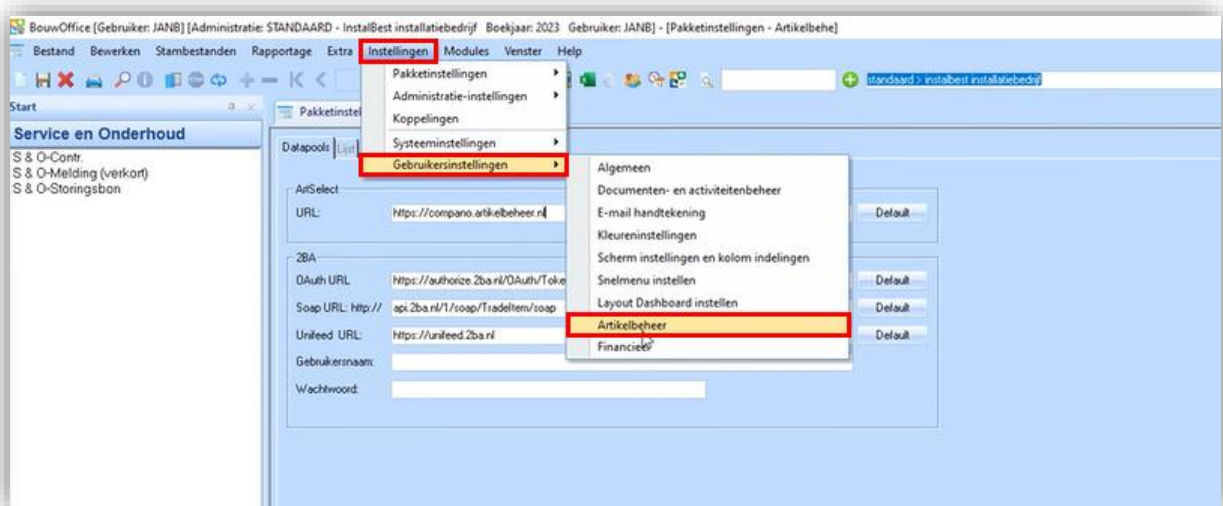 BouwOffice [Gebruiker: JANB] [Administratie: STANDAARD - InstalBest installatiebedrijf Boekjaar: 2023 Gebruiker: JANB] - [Pakketinstellingen - Artikelbehe]
Bestand Bewerken Stambestanden Rapportage Extra Instellingen Modules Venster Help
standaard > instalbest installatiebedrijf
Start
Service en Onderhoud
S & O-Contr.
S & O-Melding (verkort)
S & O-Storingsbon
Pakketinstel
Datapools Lijst
Pakketinstellingen
Administratie-instellingen
Koppelingen
Systeeminstellingen
Gebruikersinstellingen
Algemeen
Documenten- en activiteitenbeheer
E-mail handtekening
Kleureninstellingen
Scherm instellingen en kolom indelingen
Snelmenu instellen
Layout Dashboard instellen
Artikelbeheer
Financieel
ArtSelect
URL: https://compano.artikelbeheer.nl Default
2BA
OAuth URL https://authorize.2ba.nl/OAuth/Toke Default
Soap URL: http:// api.2ba.nl/1/soap/TradeItem/soap Default
Unifeed URL: https://unifeed.2ba.nl Default
Gebruikersnaam:
Wachtwoord: